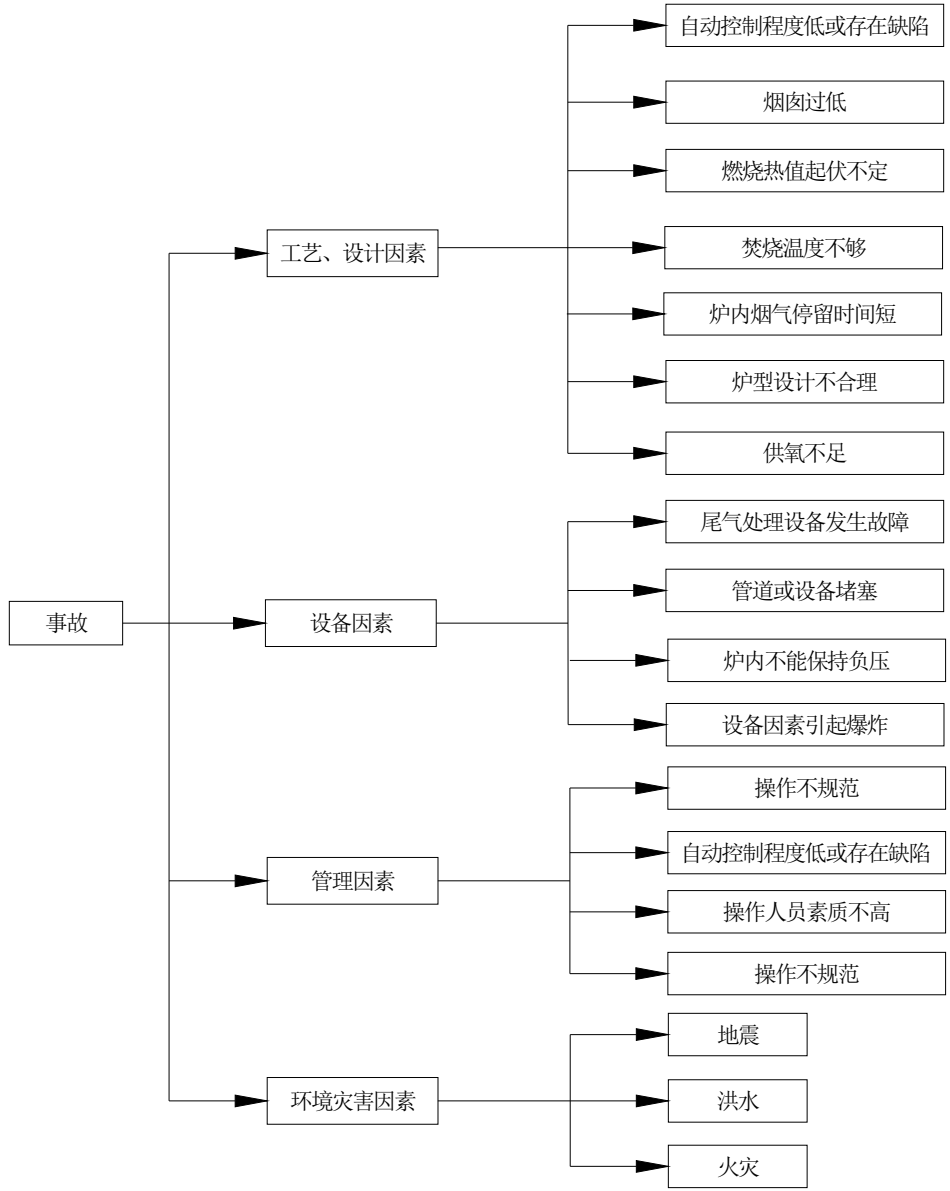 自动控制程度低或存在缺陷
烟囱过低
燃烧热值起伏不定
工艺、设计因素
焚烧温度不够
炉内烟气停留时间短
炉型设计不合理
供氧不足
尾气处理设备发生故障
管道或设备堵塞
事故
设备因素
炉内不能保持负压
设备因素引起爆炸
操作不规范
自动控制程度低或存在缺陷
管理因素
操作人员素质不高
操作不规范
地震
环境灾害因素
洪水
火灾